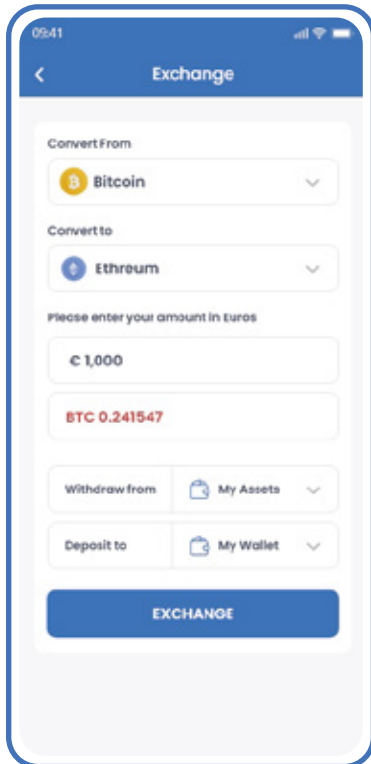 09:41
Exchange
Convert From
Bitcoin
Convert to
Ethreum
Please enter your amount in Euros
€ 1,000
BTC 0.241547
Withdraw from My Assets
Deposit to My Wallet
EXCHANGE